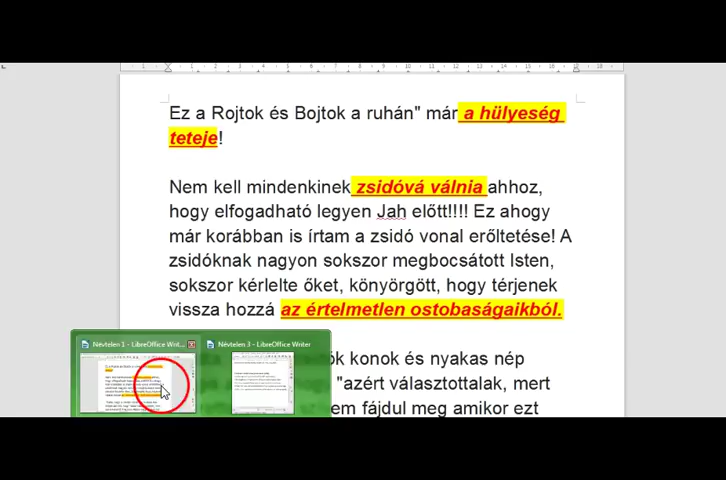 Ez a Rojtok és Bojtok a ruhán" már a hülyeség
teteje!
Nem kell mindenkinek zsidóvá válnia ahhoz,
hogy elfogadható legyen Jah előtt!!!! Ez ahogy
már korábban is írtam a zsidó vonal erőltetése! A
zsidóknak nagyon sokszor megbocsátott Isten,
sokszor kérlelte őket, könyörgött, hogy térjenek
vissza hozzá az értelmetlen ostobaságaikból.
Névtelen 1 - LibreOffice Writ...
Névtelen 3 - LibreOffice Writer
konok és nyakas nép
"azért választottalak, mert
fájdul meg amikor ezt